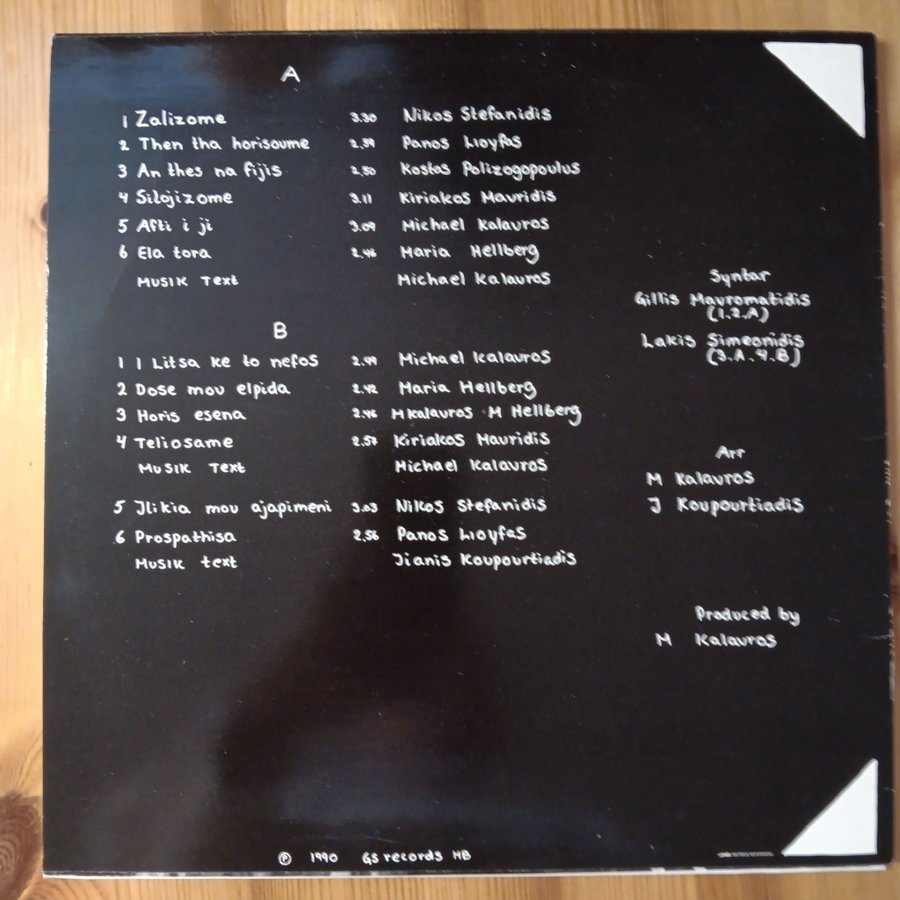 A
1 Zalizome 3.30 Nikos Stefanidis
2 Then tha horisoume 2.59 Panos Lioyfas
3 An thes na fijis 2.50 Kostas Polizogopoulus
4 Silojizome 3.11 Kiriakos Mauridis
5 Afti i ji 3.09 Michael Kalauros
6 Ela tora 2.46 Maria Hellberg
MUSIK Text Michael Kalauros
B
1 I Litsa ke to nefos 2.49 Michael Kalauros
2 Dose mou elpida 2.42 Maria Hellberg
3 Horis esena 2.46 M Kalauros M Hellberg
4 Teliosame 2.57 Kiriakos Mauridis
MUSIK Text Michael Kalauros
5 Jlikia mou ajapimeni 3.03 Nikos Stefanidis
6 Prospathisa 2.56 Panos Lioyfas
MUSIK text Jianis Koupourtiadis
Syntar
Gillis Mavromatidis
(1.2.A)
Lakis Simeonidis
(3.A.4.B)
Arr
M Kalauros
J Koupourtiadis
Produced by
M Kalauros
℗ 1990 GS records HB